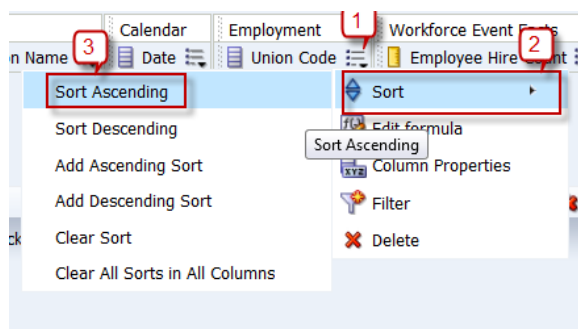 Calendar Employment 1 Workforce Event Facts
n Name 3 Date Union Code Employee Hire Count 2
Sort Ascending Sort
Sort Descending Edit formula
Sort Ascending
Add Ascending Sort XYZ Column Properties
Add Descending Sort Filter
ck Clear Sort Delete
Clear All Sorts in All Columns